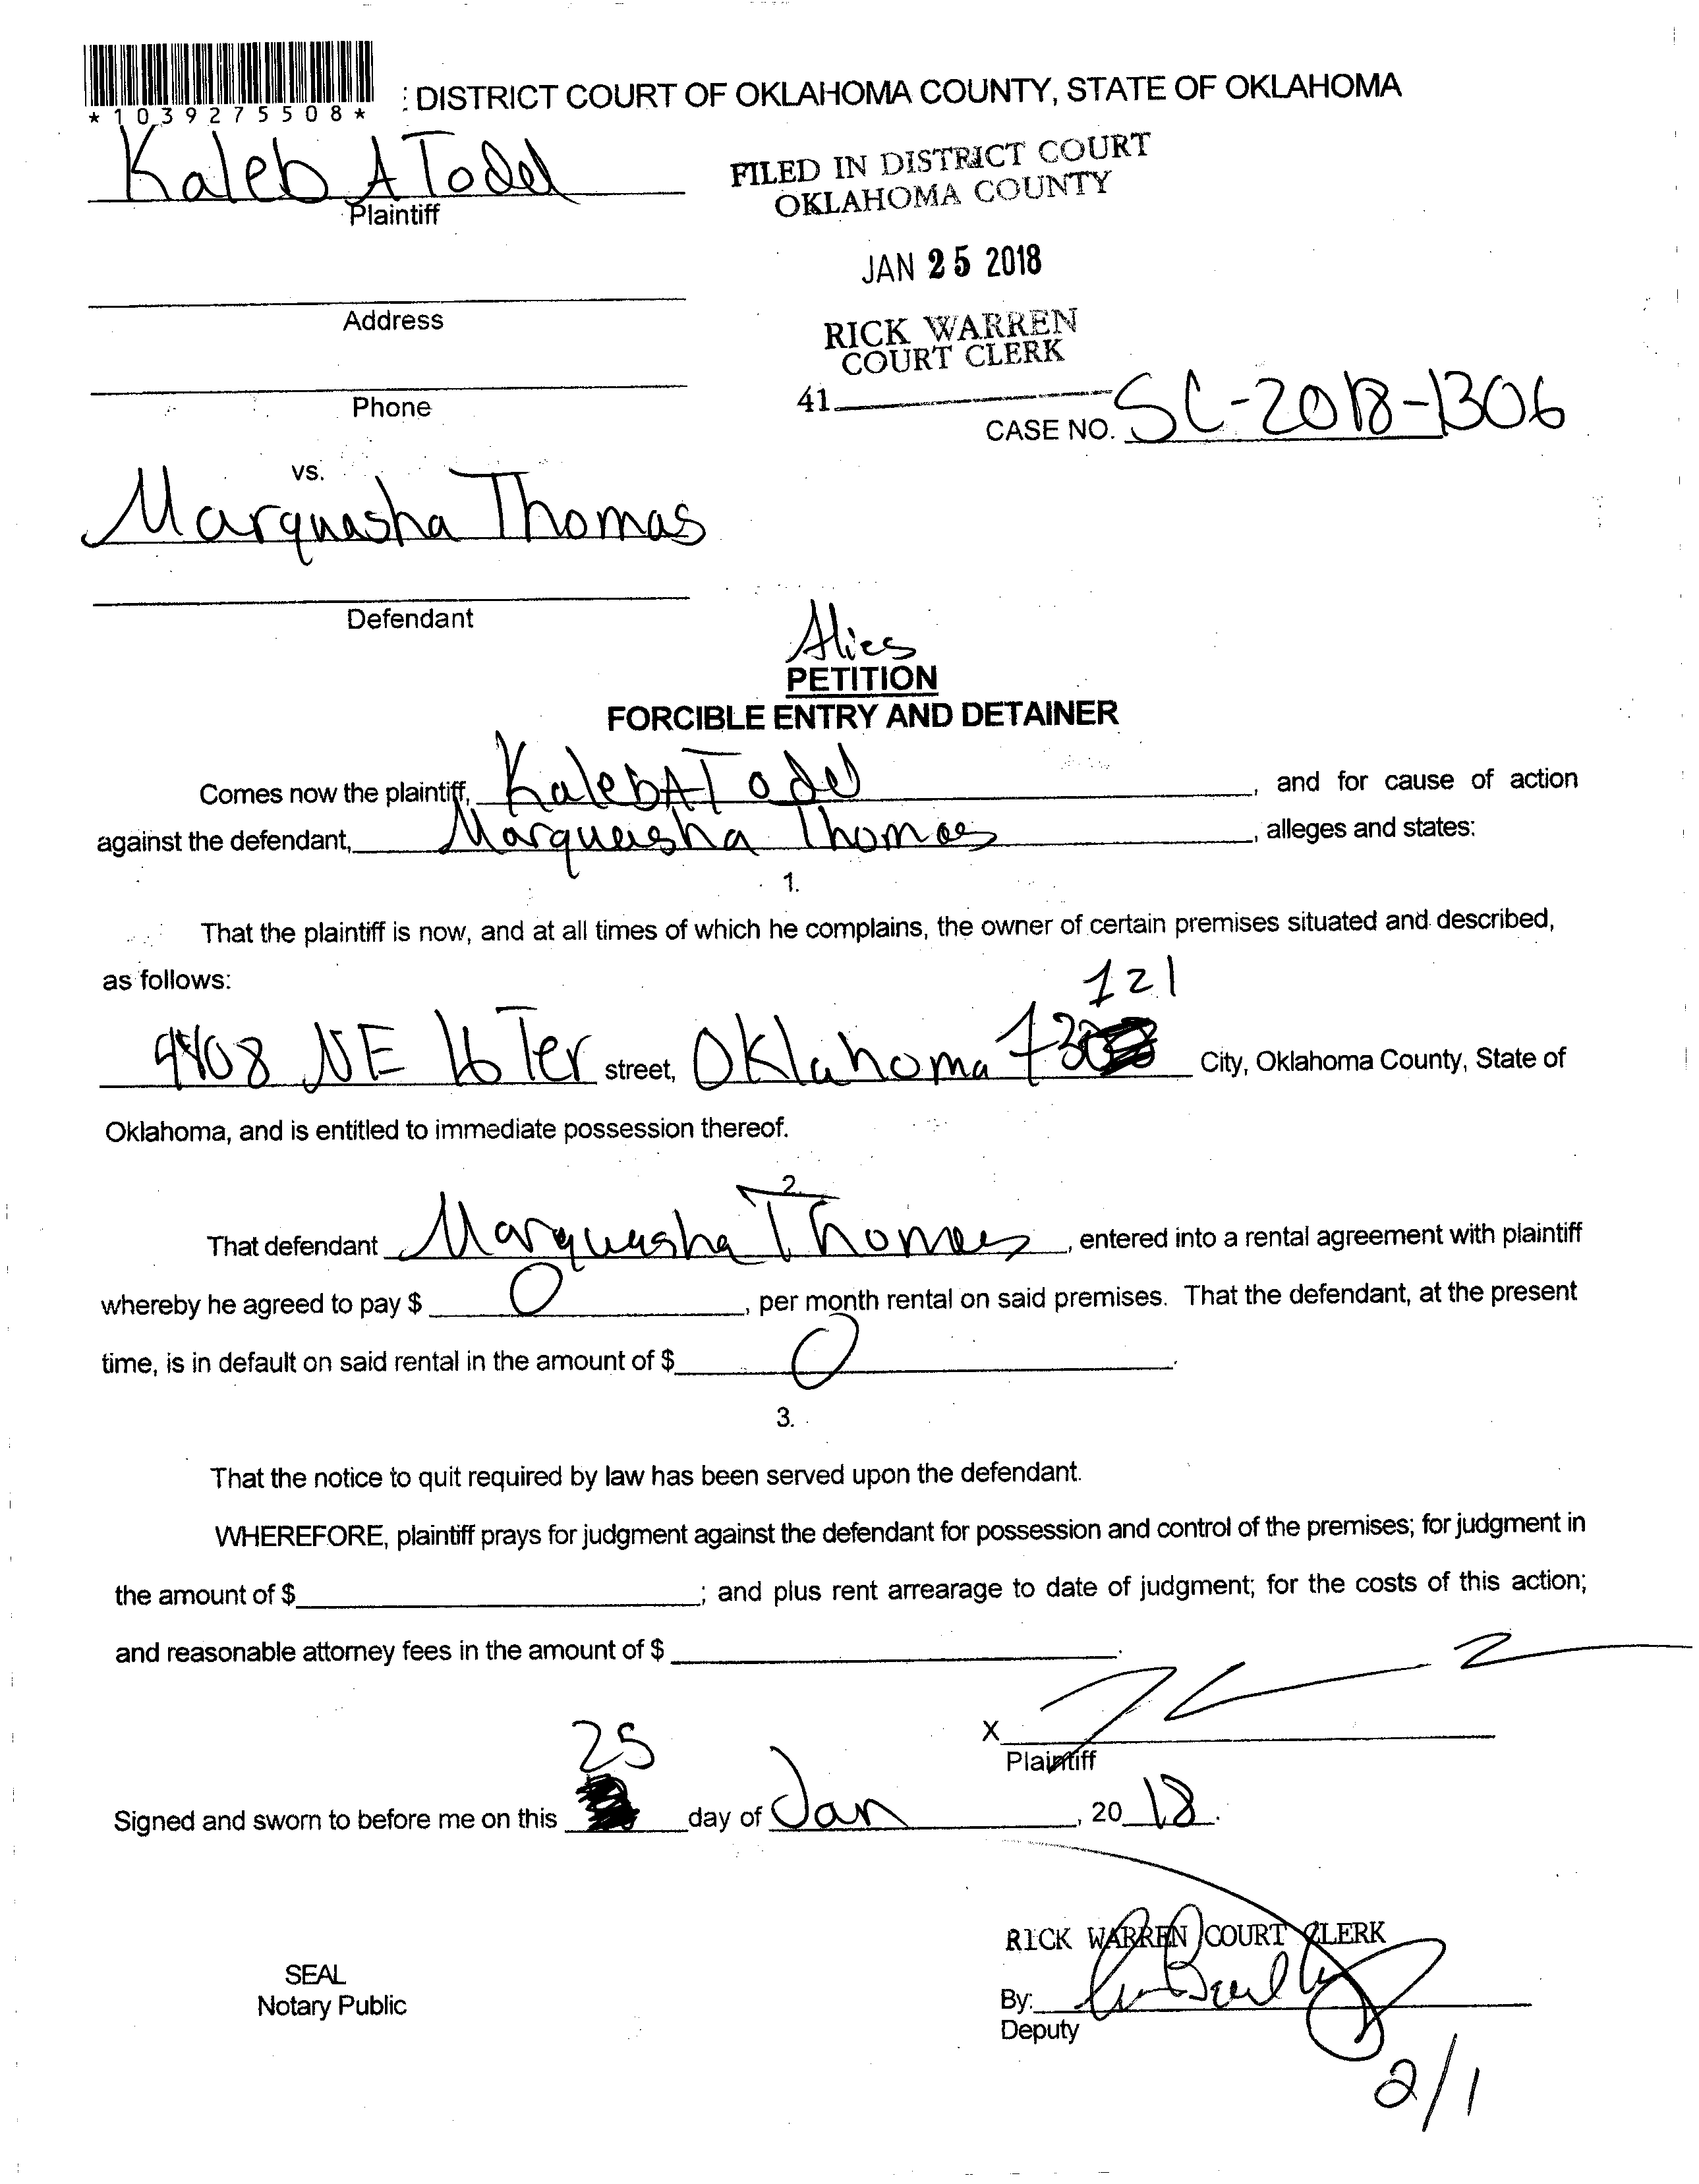 *1039275508*
: DISTRICT COURT OF OKLAHOMA COUNTY, STATE OF OKLAHOMA
Kaleb A Todd
Plaintiff
FILED IN DISTRICT COURT
OKLAHOMA COUNTY
JAN 25 2018
RICK WARREN
COURT CLERK
41
Address
Phone
CASE NO. SC-2018-1306
vs.
Marquasha Thomas
Defendant
Alies
PETITION
FORCIBLE ENTRY AND DETAINER
Comes now the plaintiff, Kaleb A Todd, and for cause of action
against the defendant, Marqueisha Thomas, alleges and states:
1.
That the plaintiff is now, and at all times of which he complains, the owner of certain premises situated and described,
as follows:
121
4408 NE 16 Ter street, Oklahoma 73 City, Oklahoma County, State of
Oklahoma, and is entitled to immediate possession thereof.
2.
That defendant Marquasha Thomas, entered into a rental agreement with plaintiff
whereby he agreed to pay $ 0, per month rental on said premises. That the defendant, at the present
time, is in default on said rental in the amount of $ 0.
3.
That the notice to quit required by law has been served upon the defendant.
WHEREFORE, plaintiff prays for judgment against the defendant for possession and control of the premises; for judgment in
the amount of $; and plus rent arrearage to date of judgment; for the costs of this action;
and reasonable attorney fees in the amount of $.
X
Plaintiff
25
Signed and sworn to before me on this day of Jan, 2018.
RICK WARREN COURT CLERK
SEAL
Notary Public
By:
Deputy
2/1